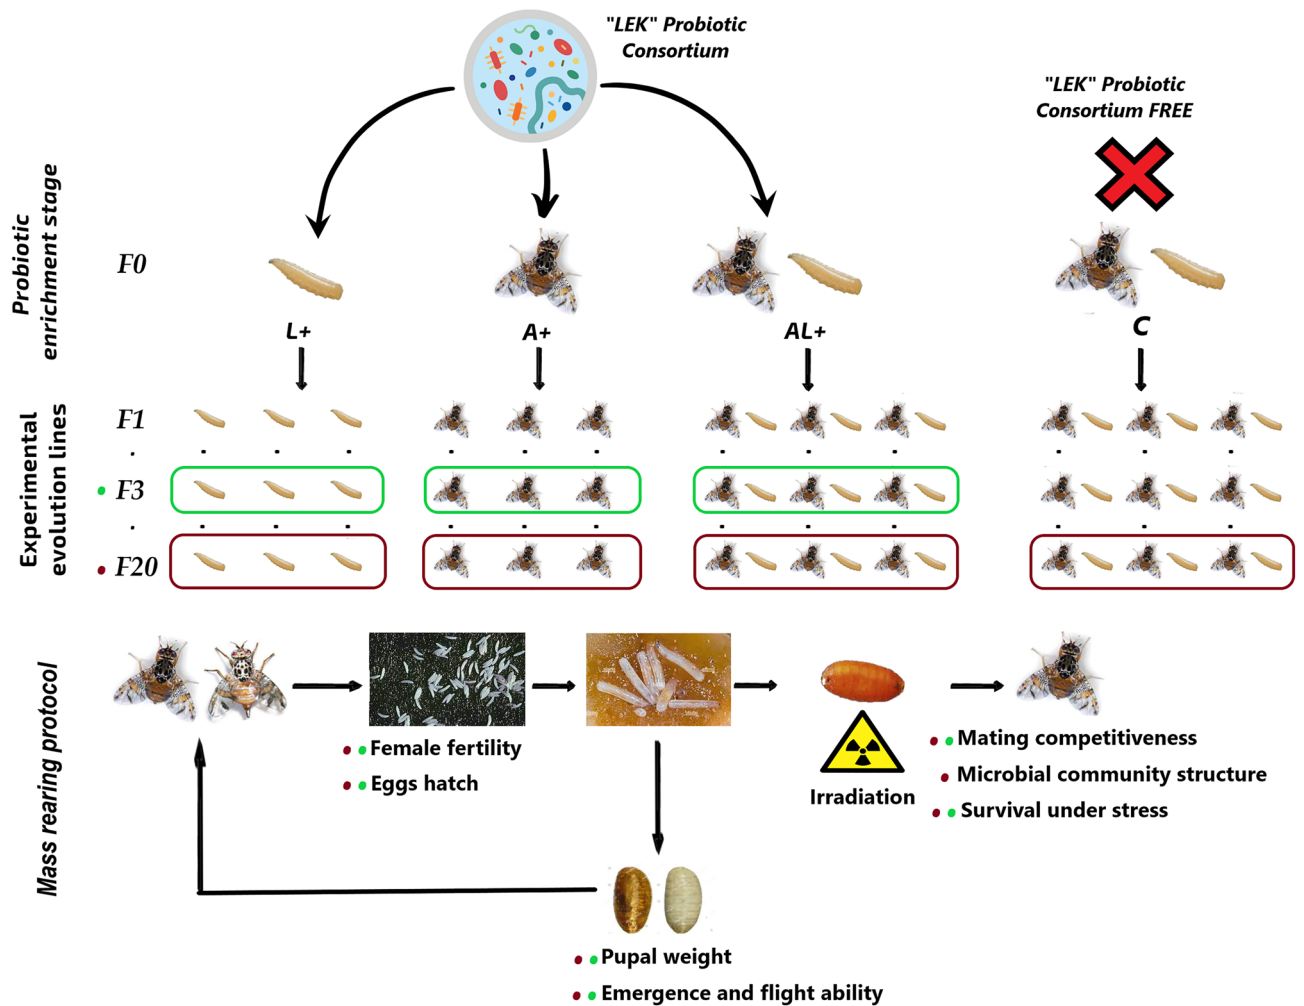 "LEK" Probiotic
Consortium
"LEK" Probiotic
Consortium FREE
Probiotic
enrichment stage
F0
L+
A+
AL+
C
Experimental
evolution lines
F1
F3
F20
Mass rearing protocol
Female fertility
Eggs hatch
Irradiation
Mating competitiveness
Microbial community structure
Survival under stress
Pupal weight
Emergence and flight ability